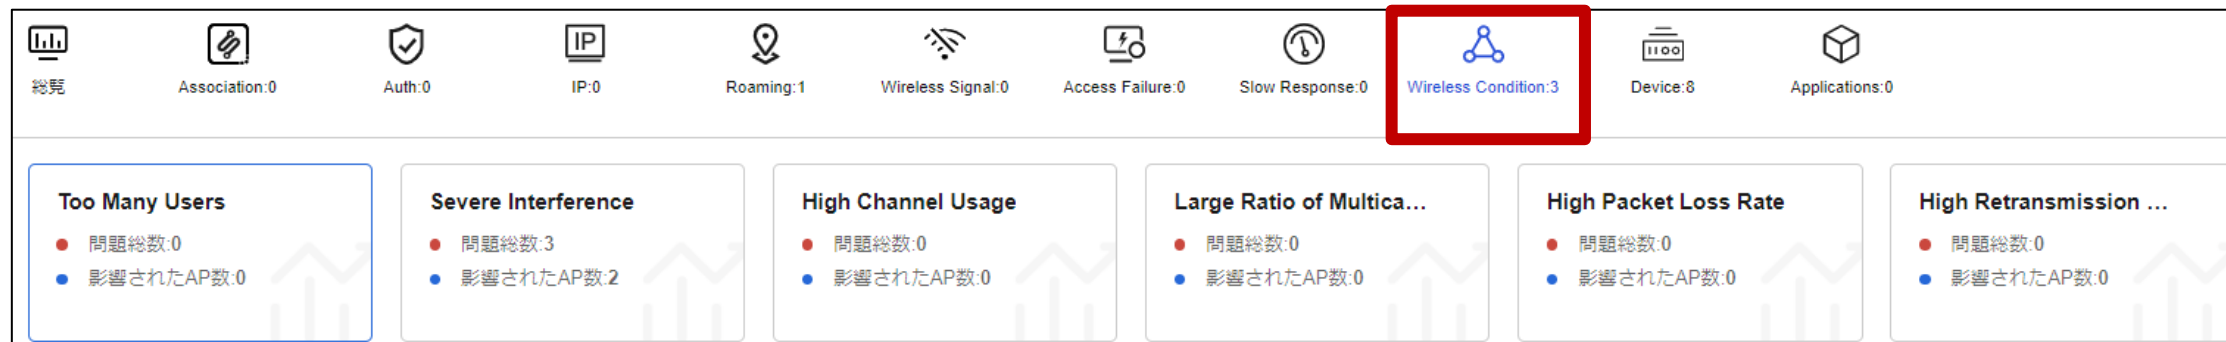 総覧
Association:0
Auth:0
IP
IP:0
Roaming:1
Wireless Signal:0
Access Failure:0
Slow Response:0
Wireless Condition:3
1100
Device:8
Applications:0
Too Many Users
問題総数:0
影響されたAP数:0
Severe Interference
問題総数:3
影響されたAP数:2
High Channel Usage
問題総数:0
影響されたAP数:0
Large Ratio of Multica...
問題総数:0
影響されたAP数:0
High Packet Loss Rate
問題総数:0
影響されたAP数:0
High Retransmission ...
問題総数:0
影響されたAP数:0